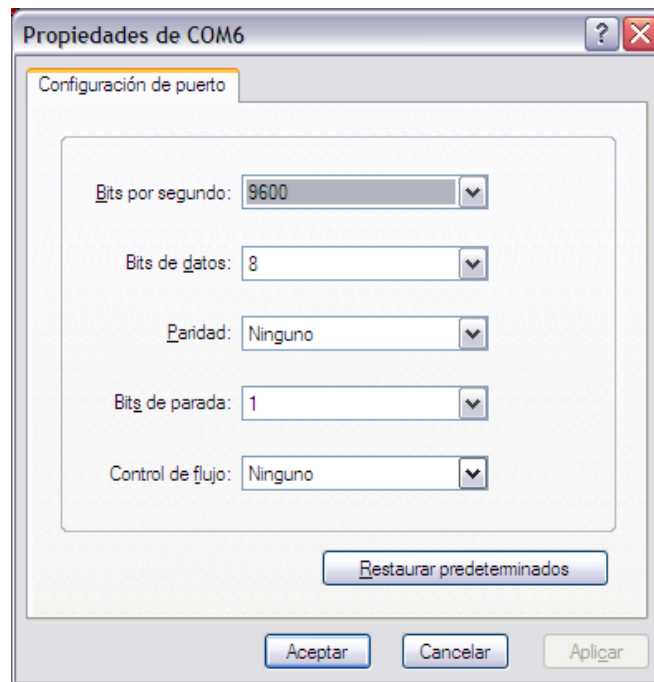 Propiedades de COM6
Configuración de puerto
Bits por segundo: 9600
Bits de datos: 8
Paridad: Ninguno
Bits de parada: 1
Control de flujo: Ninguno
Restaurar predeterminados
Aceptar Cancelar Aplicar